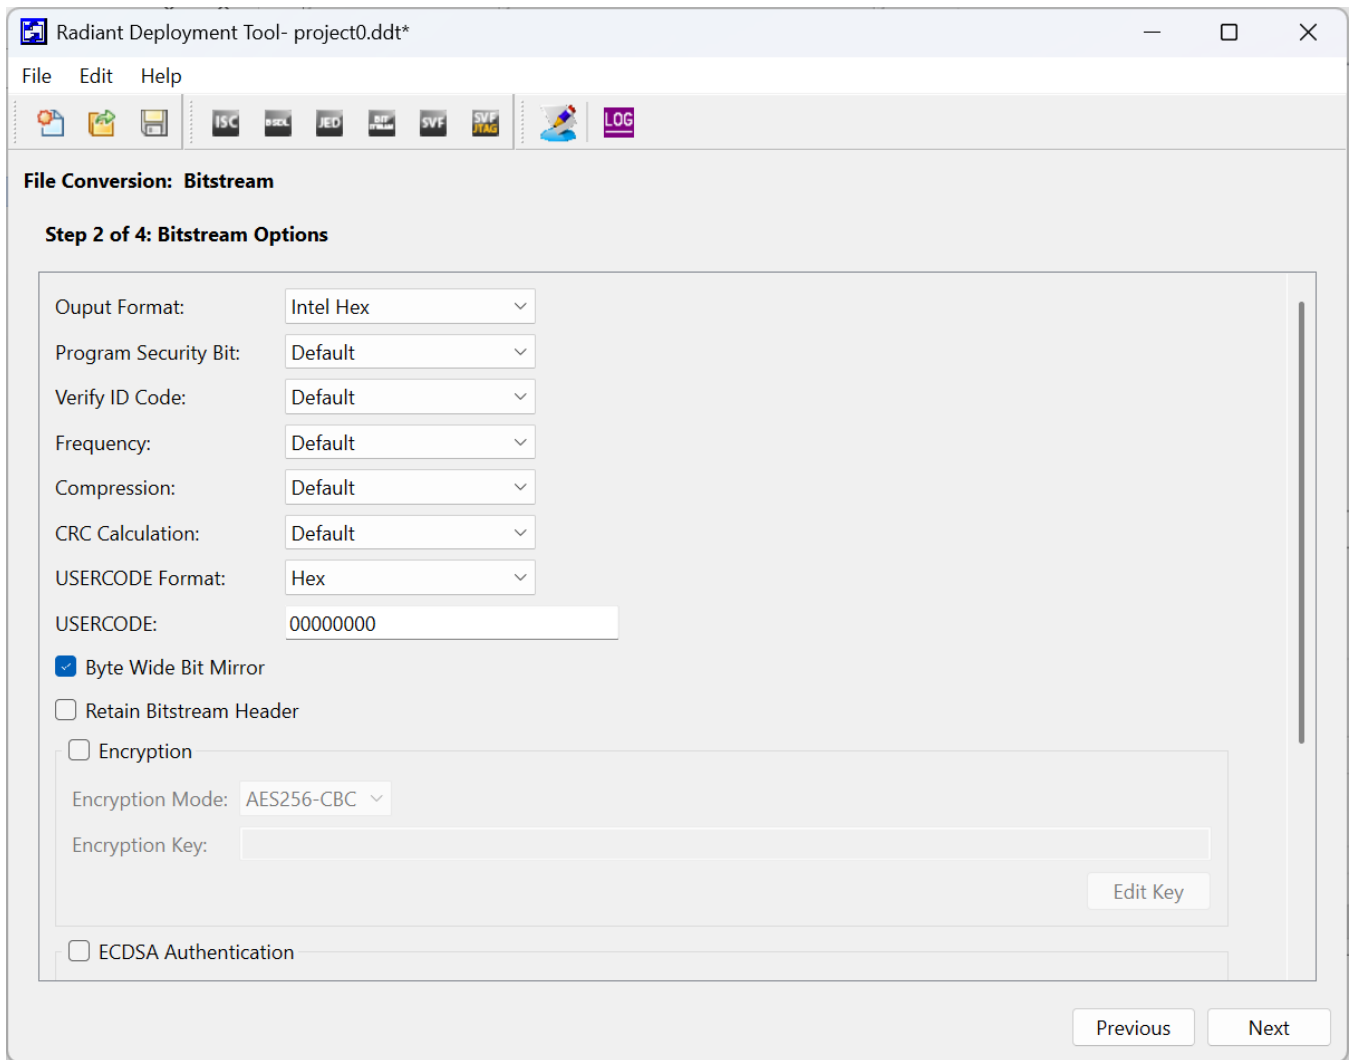 Radiant Deployment Tool- project0.ddt*
File Edit Help
ISC BSDL JED BIT STREAM SVF SVF JTAG LOG
File Conversion: Bitstream
Step 2 of 4: Bitstream Options
Ouput Format: Intel Hex
Program Security Bit: Default
Verify ID Code: Default
Frequency: Default
Compression: Default
CRC Calculation: Default
USERCODE Format: Hex
USERCODE: 00000000
Byte Wide Bit Mirror
Retain Bitstream Header
Encryption
Encryption Mode: AES256-CBC
Encryption Key:
Edit Key
ECDSA Authentication
Previous Next